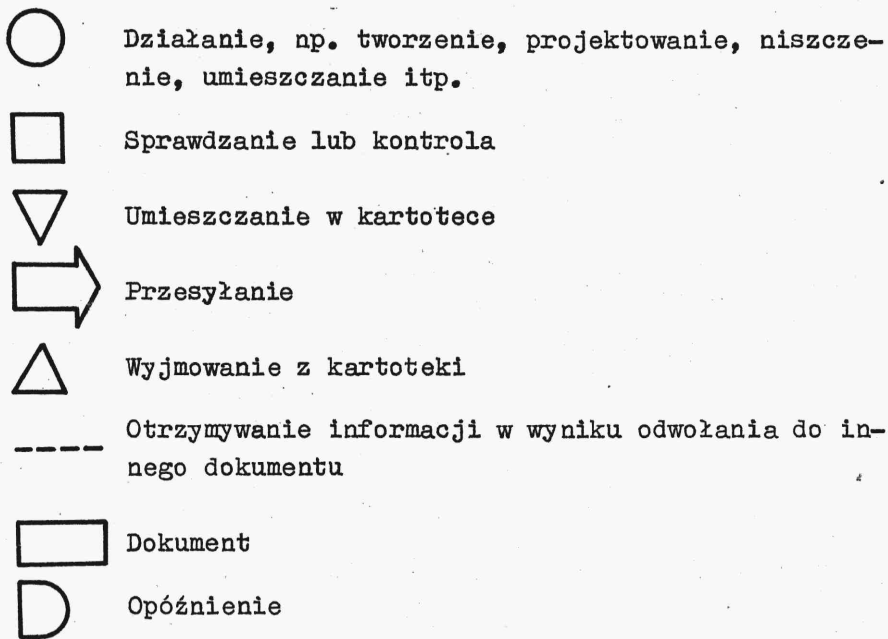 Działanie, np. tworzenie, projektowanie, niszcze-
nie, umieszczanie itp.
Sprawdzanie lub kontrola
Umieszczanie w kartotece
Przesyłanie
Wyjmowanie z kartoteki
Otrzymywanie informacji w wyniku odwołania do in-
nego dokumentu
Dokument
Opóźnienie